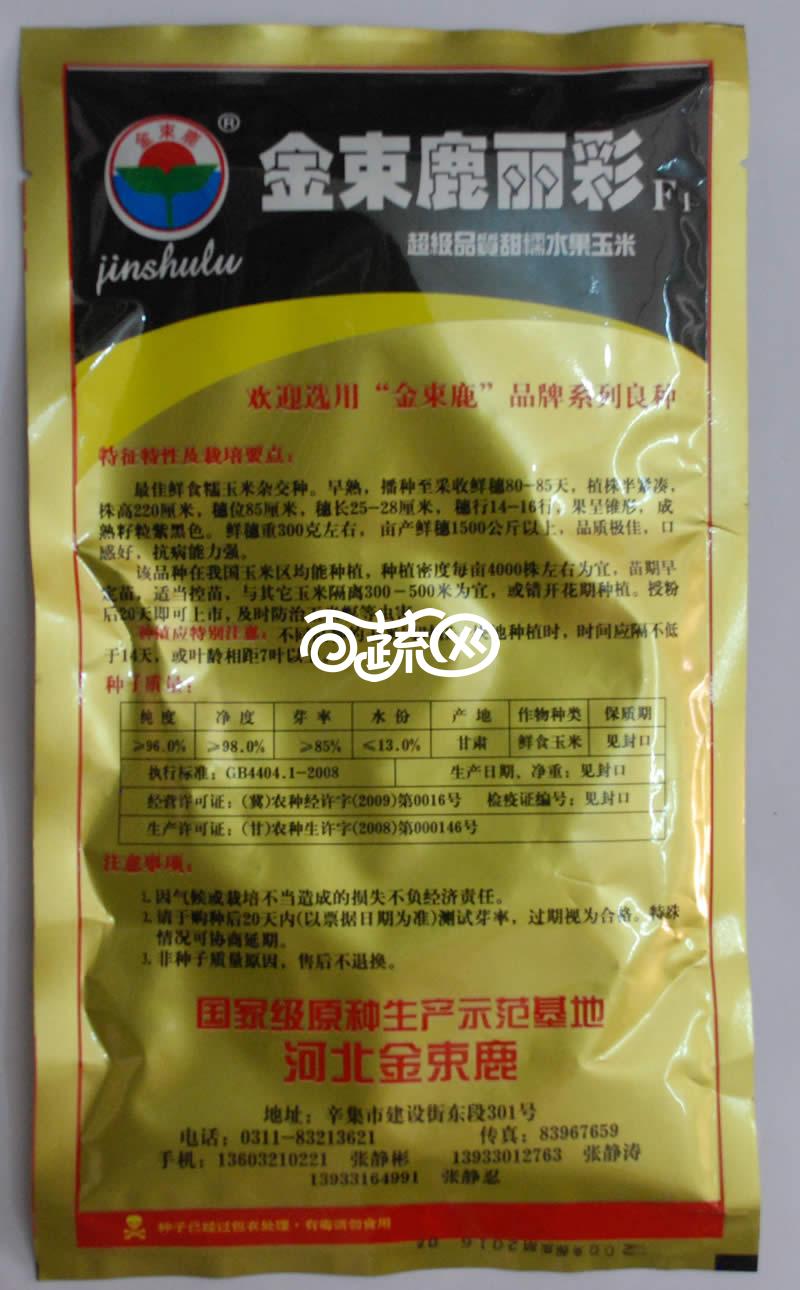 金束鹿
®
金束鹿丽彩 F1
超级品質甜糯水果玉米
jinshulu
欢迎选用“金束鹿”品牌系列良种
特征特性及栽培要点：
最佳鲜食糯玉米杂交种。早熟，播种至采收鲜穗80-85天，植株半紧凑，
株高220厘米，穗位85厘米，穗长25-28厘米，穗行14-16行，果呈锥形，成
熟籽粒紫黑色。鲜穗重300克左右，亩产鲜穗1500公斤以上，品质极佳，口
感好，抗病能力强。
该品种在我国玉米区均能种植，种植密度每亩4000株左右为宜，苗期早
定苗，适当控苗，与其它玉米隔离300-500米为宜，或错开花期种植。授粉
后20天即可上市，及时防治
种植应特别注意：不 地种植时，时间应隔不低
于14天，或叶龄相距7叶以
百蔬网
种子质量：
纯度 净度 芽率 水份 产地 作物种类 保质期
≥96.0% ≥98.0% ≥85% ≤13.0% 甘肃 鲜食玉米 见封口
执行标准：GB4404.1-2008 生产日期、净重：见封口
经营许可证：(冀)农种经许字(2009)第0016号 检疫证编号：见封口
生产许可证：(甘)农种生许字(2008)第000146号
注意事项：
1.因气候或栽培不当造成的损失不负经济责任。
2.请于购种后20天内(以票据日期为准)测试芽率，过期视为合格。特殊
情况可协商延期。
3.非种子质量原因，售后不退换。
国家级原种生产示范基地
河北金束鹿
地址：辛集市建设街东段301号
电话：0311-83213621 传真：83967659
手机：13603210221 张静彬 13933012763 张静涛
13933164991 张静忍
种子已经过包衣处理·有毒请勿食用